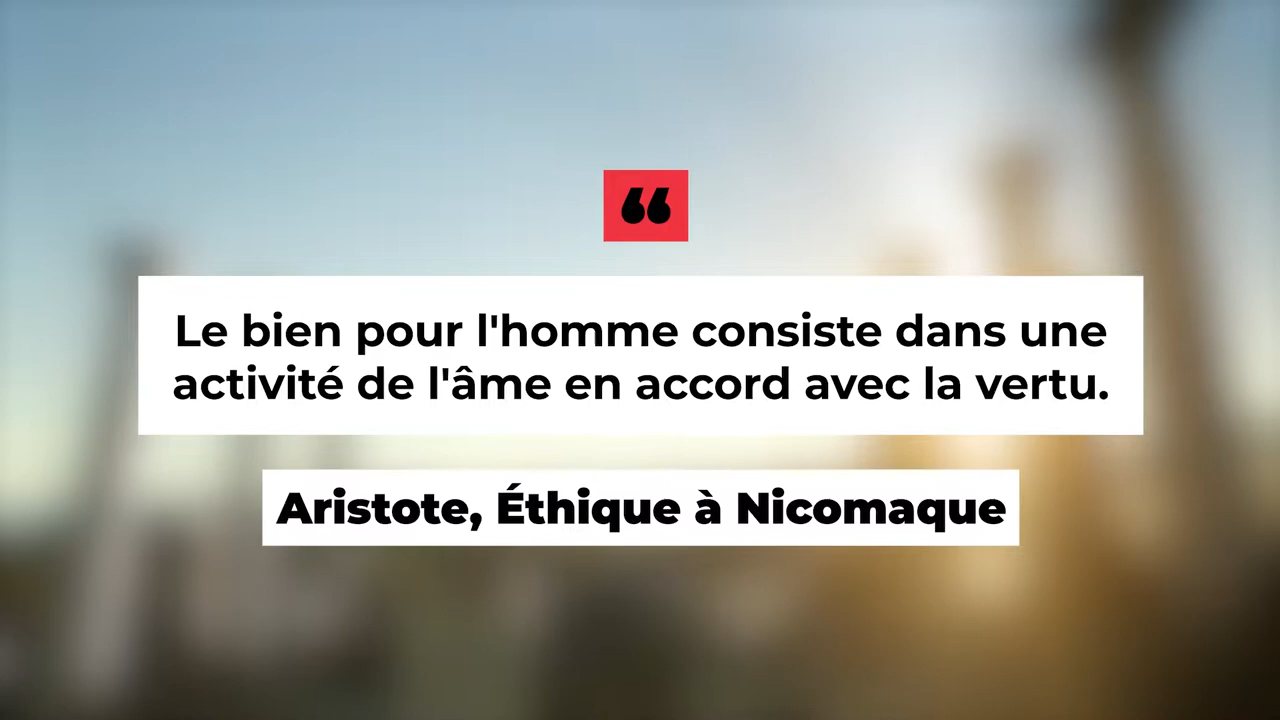 ❝
Le bien pour l'homme consiste dans une
activité de l'âme en accord avec la vertu.
Aristote, Éthique à Nicomaque